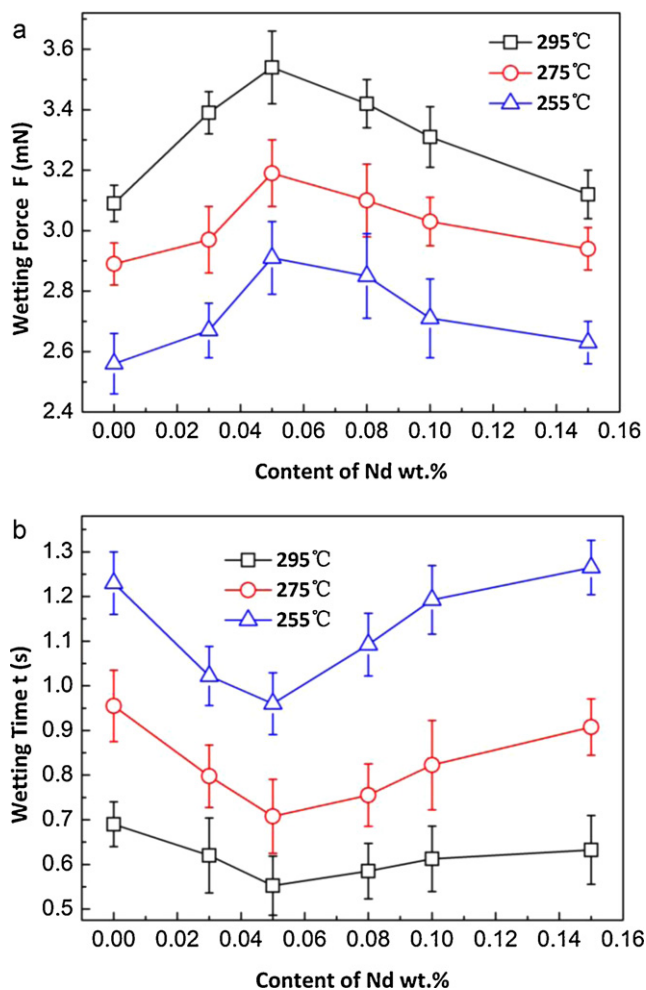 a
3.6
3.4
3.2
3.0
2.8
2.6
2.4
Wetting Force F (mN)
295℃
275℃
255℃
0.00 0.02 0.04 0.06 0.08 0.10 0.12 0.14 0.16
Content of Nd wt.%
b
1.3
1.2
1.1
1.0
0.9
0.8
0.7
0.6
0.5
Wetting Time t (s)
295℃
275℃
255℃
0.00 0.02 0.04 0.06 0.08 0.10 0.12 0.14 0.16
Content of Nd wt.%